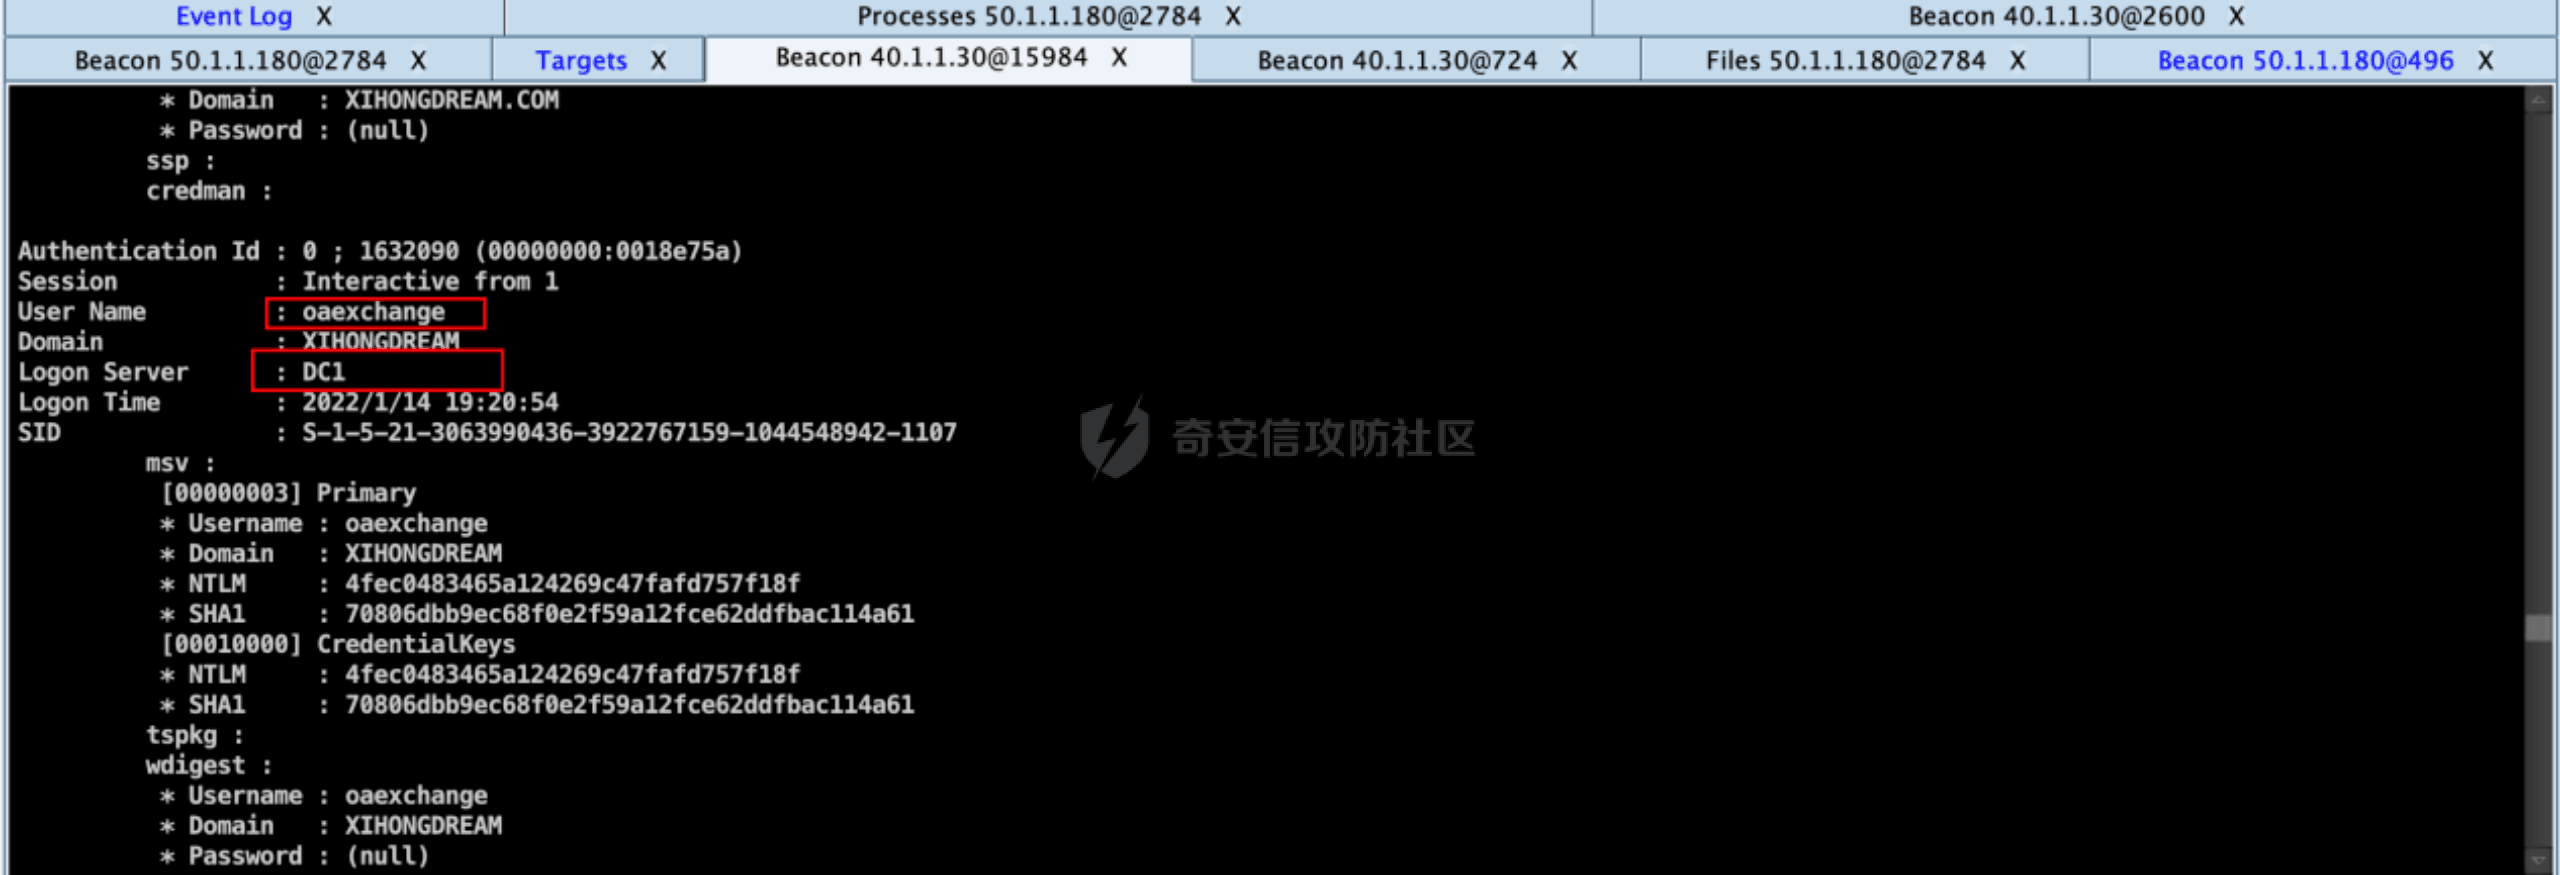 Event Log X Processes 50.1.1.180@2784 X Beacon 40.1.1.30@2600 X
Beacon 50.1.1.180@2784 X Targets X Beacon 40.1.1.30@15984 X Beacon 40.1.1.30@724 X Files 50.1.1.180@2784 X Beacon 50.1.1.180@496 X
* Domain : XIHONGDREAM.COM
* Password : (null)
ssp :
credman :
Authentication Id : 0 ; 1632090 (00000000:0018e75a)
Session : Interactive from 1
User Name : oaexchange
Domain : XIHONGDREAM
Logon Server : DC1
Logon Time : 2022/1/14 19:20:54
SID : S-1-5-21-3063990436-3922767159-1044548942-1107
msv :
[00000003] Primary
* Username : oaexchange
* Domain : XIHONGDREAM
* NTLM : 4fec0483465a124269c47fafd757f18f
* SHA1 : 70806dbb9ec68f0e2f59a12fce62ddfbac114a61
[00010000] CredentialKeys
* NTLM : 4fec0483465a124269c47fafd757f18f
* SHA1 : 70806dbb9ec68f0e2f59a12fce62ddfbac114a61
tspkg :
wdigest :
* Username : oaexchange
* Domain : XIHONGDREAM
* Password : (null)
奇安信攻防社区